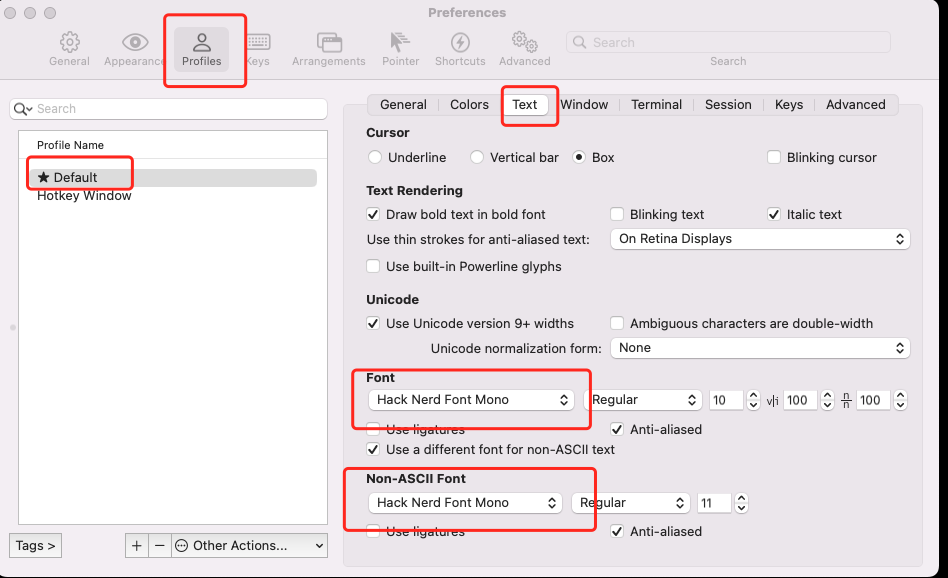 Preferences
General Appearance Profiles Keys Arrangements Pointer Shortcuts Advanced Search
Search
Search
General Colors Text Window Terminal Session Keys Advanced
Profile Name
★ Default
Hotkey Window
Cursor
Underline Vertical bar Box Blinking cursor
Text Rendering
Draw bold text in bold font Blinking text Italic text
Use thin strokes for anti-aliased text: On Retina Displays
Use built-in Powerline glyphs
Unicode
Use Unicode version 9+ widths Ambiguous characters are double-width
Unicode normalization form: None
Font
Hack Nerd Font Mono Regular 10 v|i 100 n/n 100
Use ligatures Anti-aliased
Use a different font for non-ASCII text
Non-ASCII Font
Hack Nerd Font Mono Regular 11
Use ligatures Anti-aliased
Tags > + − Other Actions...